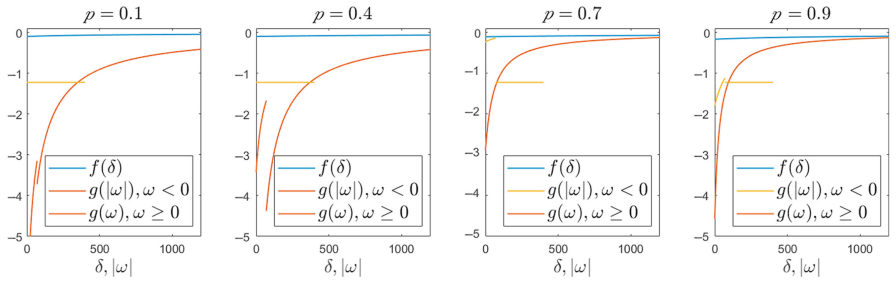 p = 0.1
0
−1
−2
−3
−4
−5
f(δ)
g(|ω|), ω < 0
g(ω), ω ≥ 0
0 500 1000
δ, |ω|
p = 0.4
0
−1
−2
−3
−4
−5
f(δ)
g(|ω|), ω < 0
g(ω), ω ≥ 0
0 500 1000
δ, |ω|
p = 0.7
0
−1
−2
−3
−4
−5
f(δ)
g(|ω|), ω < 0
g(ω), ω ≥ 0
0 500 1000
δ, |ω|
p = 0.9
0
−1
−2
−3
−4
−5
f(δ)
g(|ω|), ω < 0
g(ω), ω ≥ 0
0 500 1000
δ, |ω|